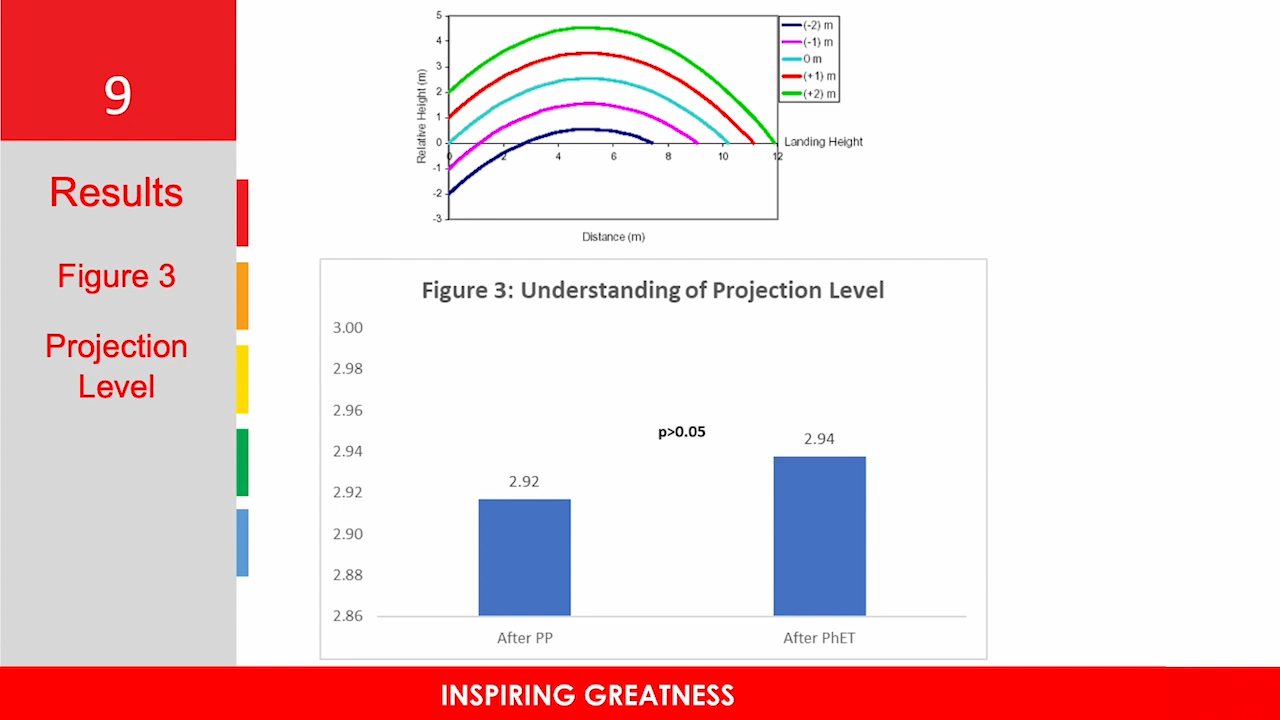 9
Results
Figure 3
Projection
Level
5
4
3
2
1
0
-1
-2
-3
Relative Height (m)
0 2 4 6 8 10 12
Distance (m)
Landing Height
(-2) m
(-1) m
0 m
(+1) m
(+2) m
Figure 3: Understanding of Projection Level
3.00
2.98
2.96
2.94
2.92
2.90
2.88
2.86
p>0.05
2.92
2.94
After PP
After PhET
INSPIRING GREATNESS